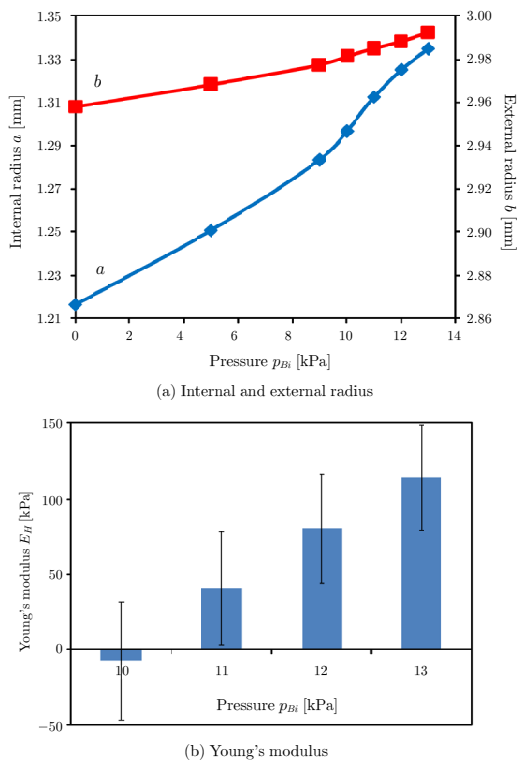 1.35
1.33
1.31
1.29
1.27
1.25
1.23
1.21
Internal radius a [mm]
b
a
3.00
2.98
2.96
2.94
2.92
2.90
2.88
2.86
External radius b [mm]
0 2 4 6 8 10 12 14
Pressure pBi [kPa]
(a) Internal and external radius
150
100
50
0
−50
Young's modulus EH [kPa]
10 11 12 13
Pressure pBi [kPa]
(b) Young's modulus